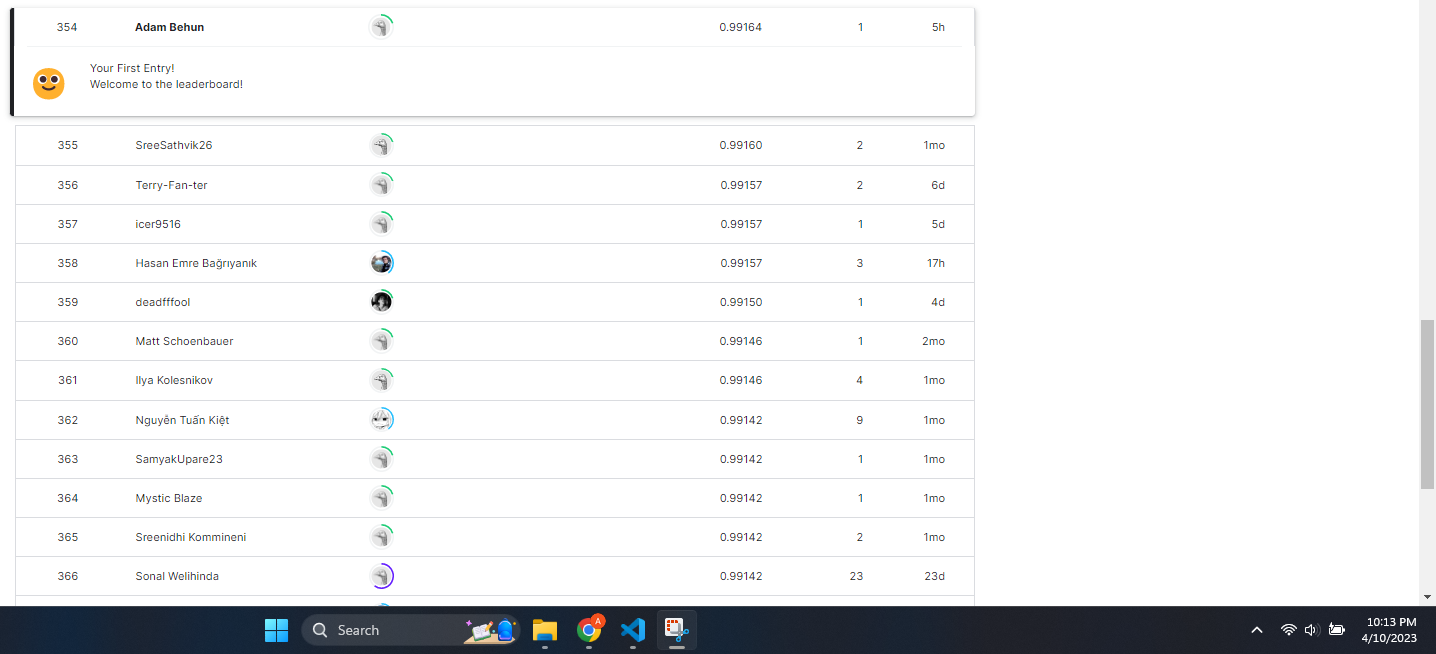 354 Adam Behun 0.99164 1 5h
Your First Entry!
Welcome to the leaderboard!
355 SreeSathvik26 0.99160 2 1mo
356 Terry-Fan-ter 0.99157 2 6d
357 icer9516 0.99157 1 5d
358 Hasan Emre Bağrıyanık 0.99157 3 17h
359 deadfffool 0.99150 1 4d
360 Matt Schoenbauer 0.99146 1 2mo
361 Ilya Kolesnikov 0.99146 4 1mo
362 Nguyễn Tuấn Kiệt 0.99142 9 1mo
363 SamyakUpare23 0.99142 1 1mo
364 Mystic Blaze 0.99142 1 1mo
365 Sreenidhi Kommineni 0.99142 2 1mo
366 Sonal Welihinda 0.99142 23 23d
Search
A
10:13 PM
4/10/2023